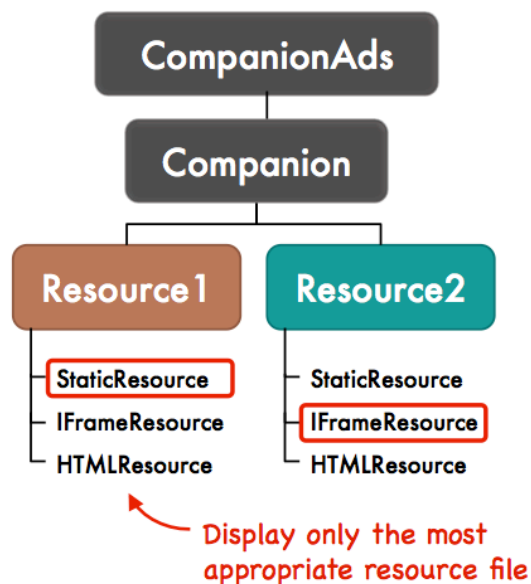 CompanionAds
Companion
Resource1
Resource2
StaticResource
IFrameResource
HTMLResource
StaticResource
IFrameResource
HTMLResource
Display only the most
appropriate resource file